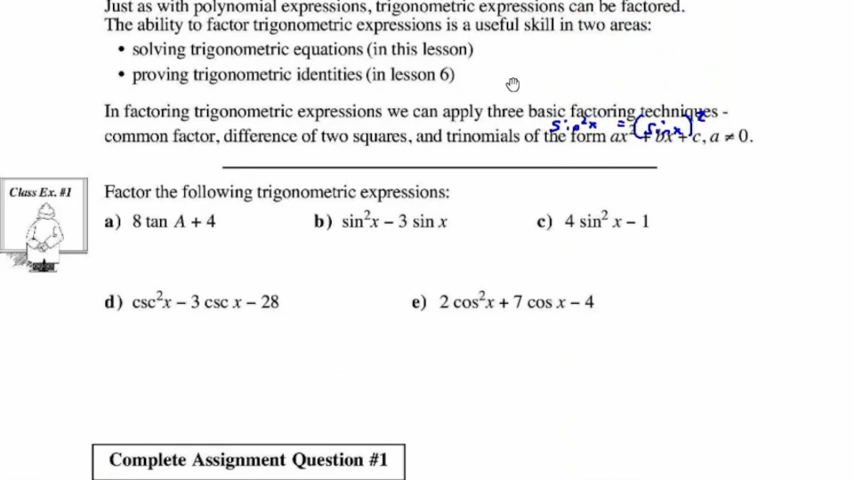 Just as with polynomial expressions, trigonometric expressions can be factored.
The ability to factor trigonometric expressions is a useful skill in two areas:
• solving trigonometric equations (in this lesson)
• proving trigonometric identities (in lesson 6)
In factoring trigonometric expressions we can apply three basic factoring techniques -
sin²x = (sin x)²
common factor, difference of two squares, and trinomials of the form ax² + bx + c, a ≠ 0.
Class Ex. #1
Factor the following trigonometric expressions:
a) 8 tan A + 4 b) sin²x − 3 sin x c) 4 sin² x − 1
d) csc²x − 3 csc x − 28 e) 2 cos²x + 7 cos x − 4
Complete Assignment Question #1